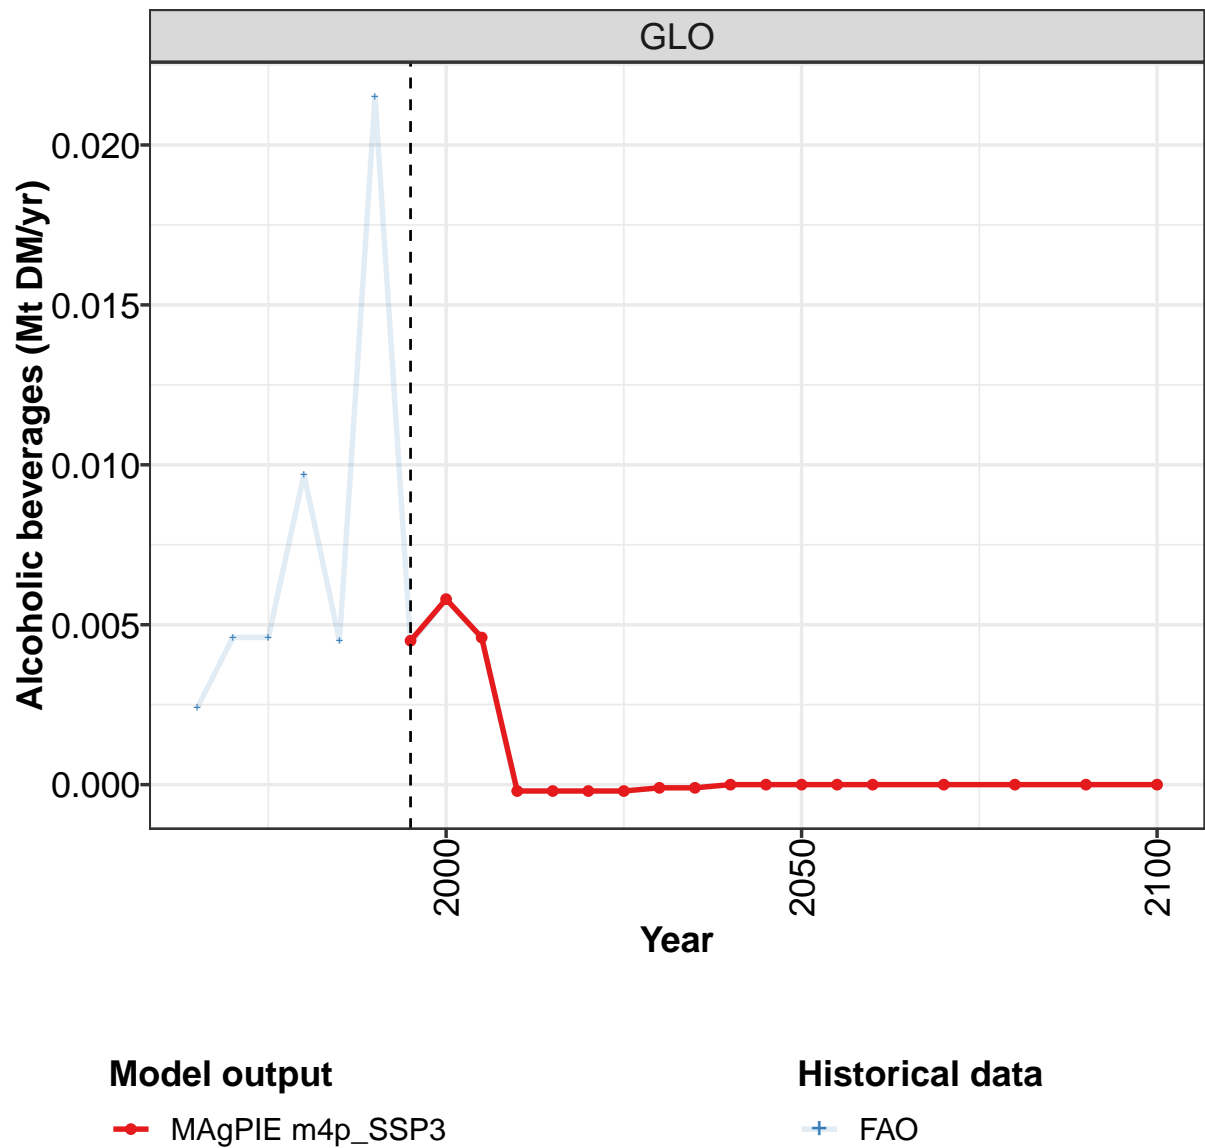 GLO
Alcoholic beverages (Mt DM/yr)
0.020
0.015
0.010
0.005
0.000
2000
2050
2100
Year
Model output
MAgPIE m4p_SSP3
Historical data
FAO